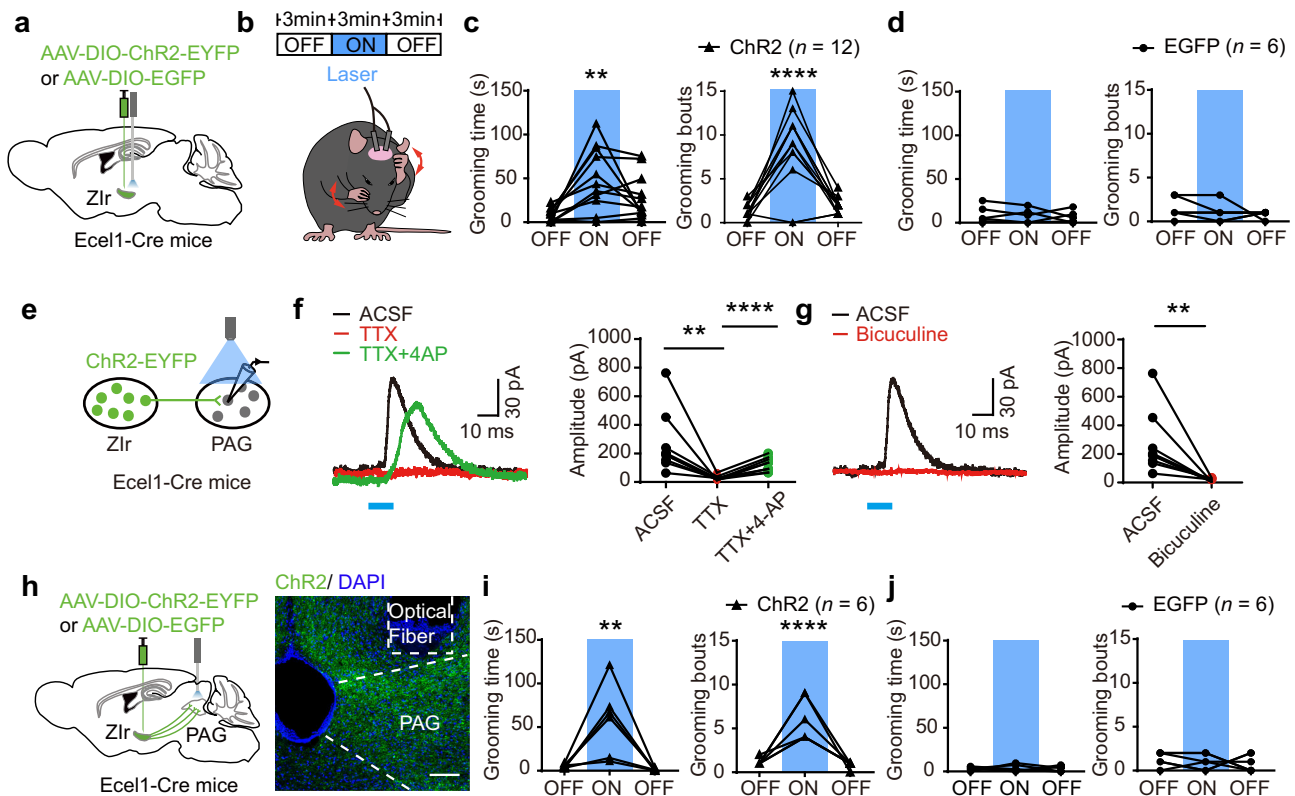 a
AAV-DIO-ChR2-EYFP
or AAV-DIO-EGFP
ZIr
Ecel1-Cre mice
b
3min 3min 3min
OFF ON OFF
Laser
c
ChR2 (n = 12)
Grooming time (s)
150
100
50
0
**
OFF ON OFF
Grooming bouts
15
10
5
0
****
OFF ON OFF
d
EGFP (n = 6)
Grooming time (s)
150
100
50
0
OFF ON OFF
Grooming bouts
15
10
5
0
OFF ON OFF
e
ChR2-EYFP
ZIr
PAG
Ecel1-Cre mice
f
ACSF
TTX
TTX+4AP
30 pA
10 ms
Amplitude (pA)
1000
800
600
400
200
0
**
****
ACSF
TTX
TTX+4-AP
g
ACSF
Bicuculine
30 pA
10 ms
Amplitude (pA)
1000
800
600
400
200
0
**
ACSF
Bicuculine
h
AAV-DIO-ChR2-EYFP
or AAV-DIO-EGFP
ZIr
PAG
Ecel1-Cre mice
ChR2/ DAPI
Optical
Fiber
PAG
i
ChR2 (n = 6)
Grooming time (s)
150
100
50
0
**
OFF ON OFF
Grooming bouts
15
10
5
0
****
OFF ON OFF
j
EGFP (n = 6)
Grooming time (s)
150
100
50
0
OFF ON OFF
Grooming bouts
15
10
5
0
OFF ON OFF